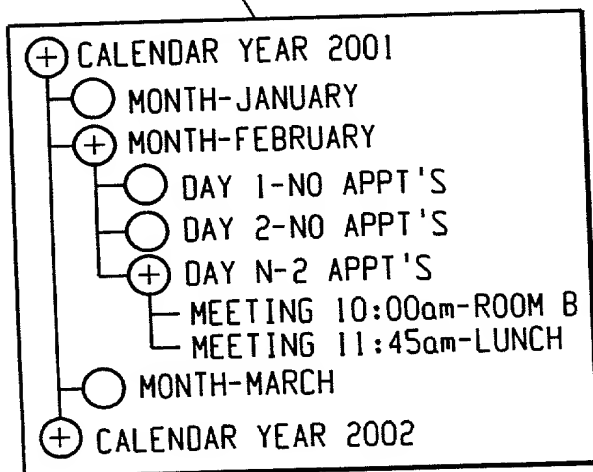 CALENDAR YEAR 2001
MONTH-JANUARY
MONTH-FEBRUARY
DAY 1-NO APPT'S
DAY 2-NO APPT'S
DAY N-2 APPT'S
MEETING 10:00am-ROOM B
MEETING 11:45am-LUNCH
MONTH-MARCH
CALENDAR YEAR 2002